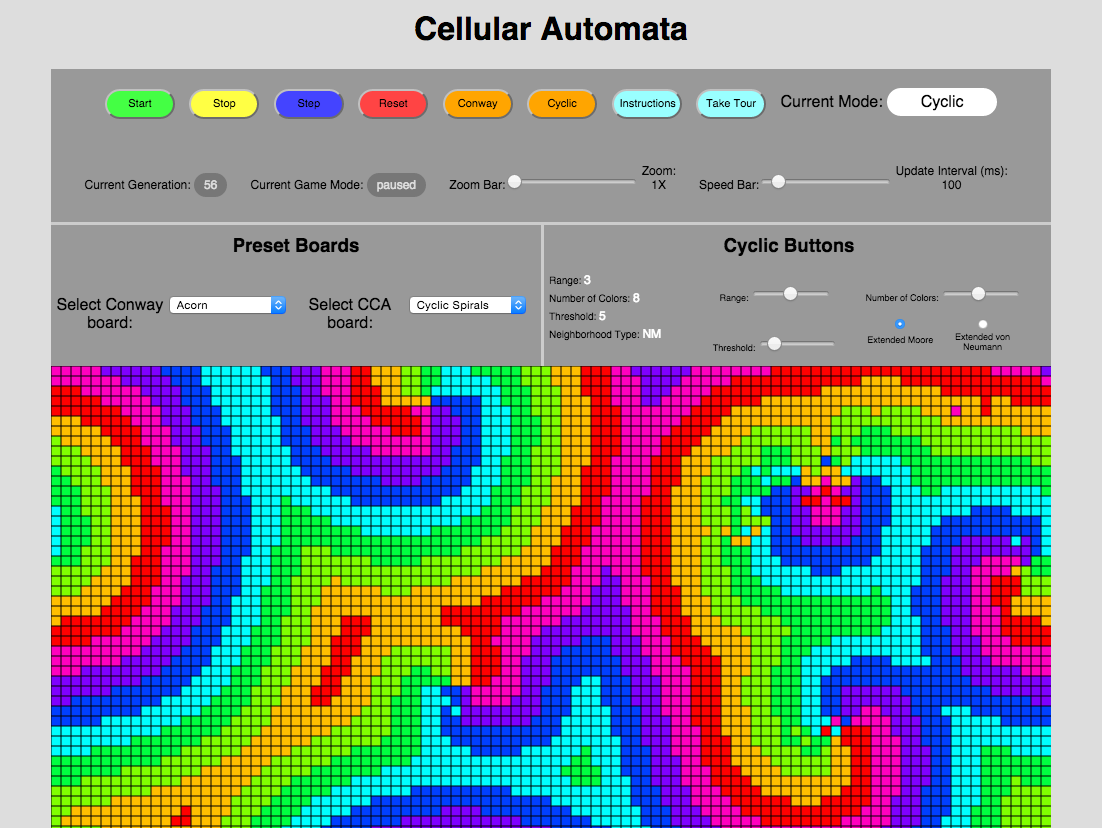 Cellular Automata
Start Stop Step Reset Conway Cyclic Instructions Take Tour Current Mode: Cyclic
Current Generation: 56 Current Game Mode: paused Zoom Bar: Zoom: 1X Speed Bar: Update Interval (ms): 100
Preset Boards
Select Conway board: Acorn Select CCA board: Cyclic Spirals
Cyclic Buttons
Range: 3
Number of Colors: 8
Threshold: 5
Neighborhood Type: NM
Range: Number of Colors:
Threshold: Extended Moore Extended von Neumann